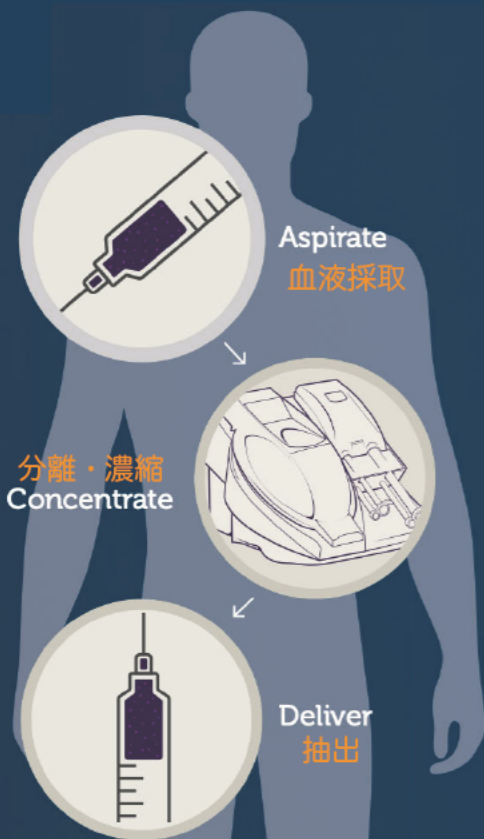 Aspirate
血液採取
分離・濃縮
Concentrate
Deliver
抽出